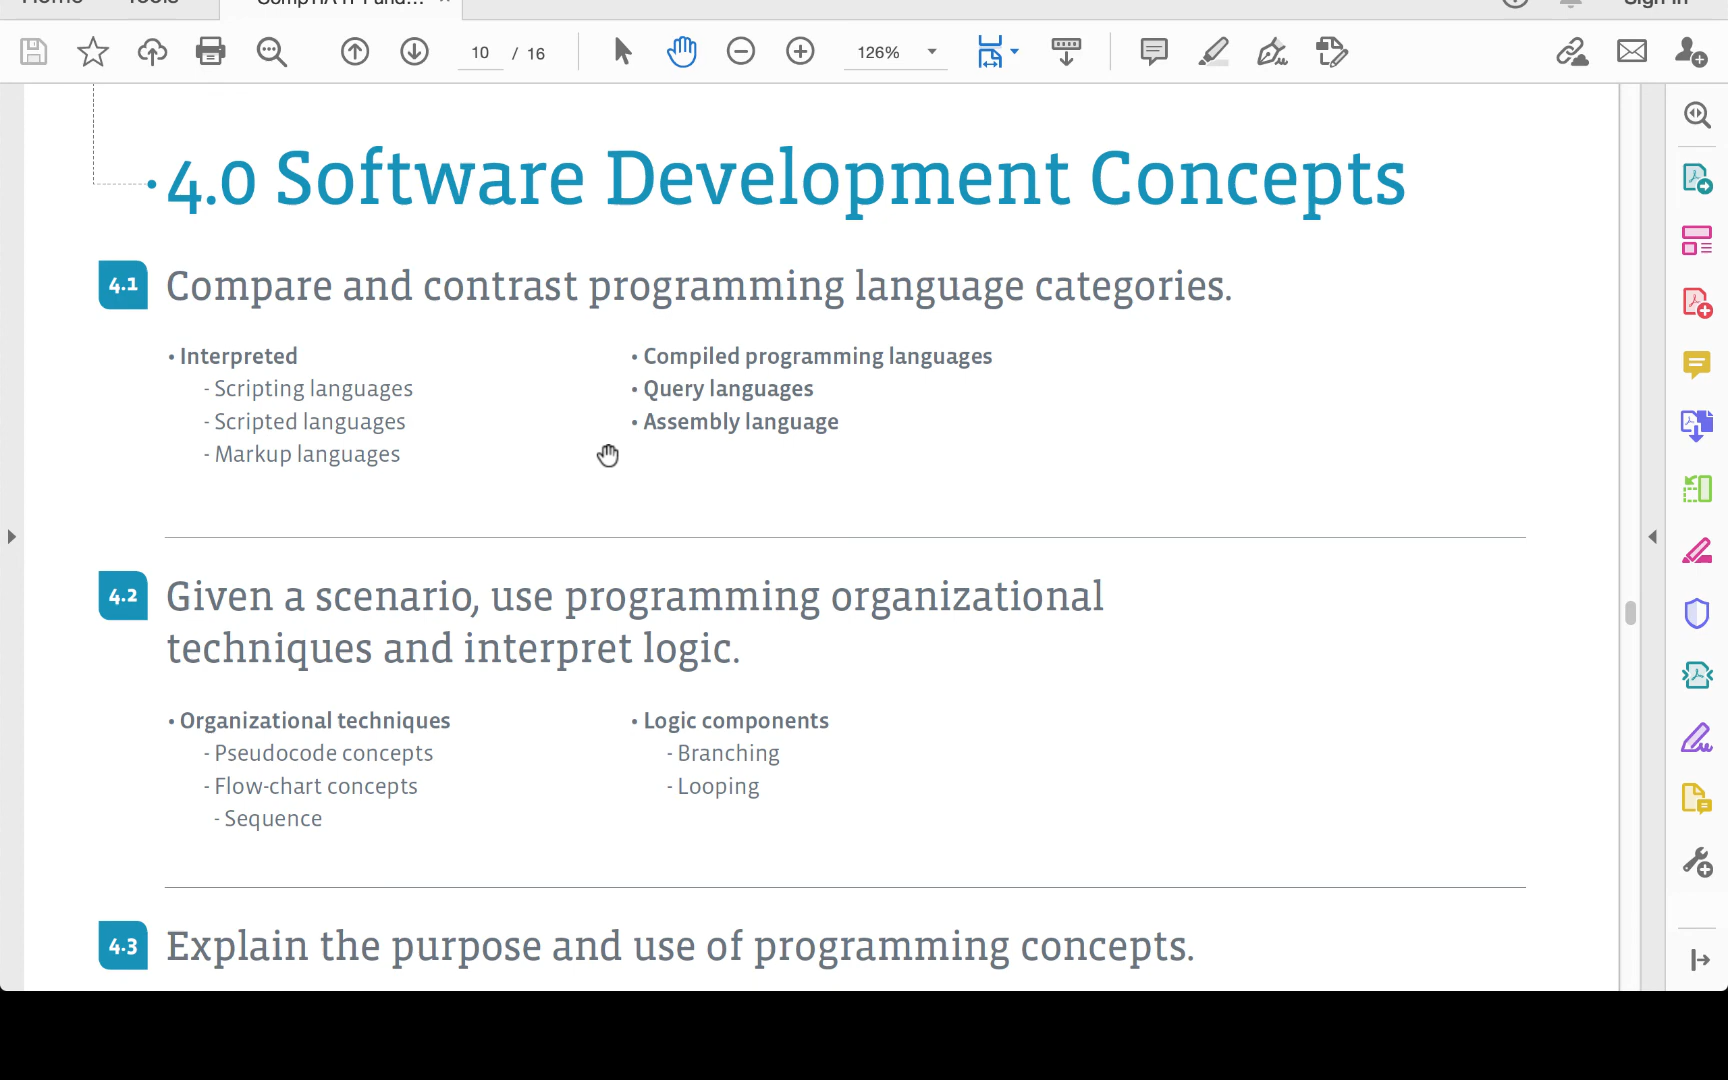 10 / 16
126%
4.0 Software Development Concepts
4.1 Compare and contrast programming language categories.
• Interpreted
- Scripting languages
- Scripted languages
- Markup languages
• Compiled programming languages
• Query languages
• Assembly language
4.2 Given a scenario, use programming organizational
techniques and interpret logic.
• Organizational techniques
- Pseudocode concepts
- Flow-chart concepts
- Sequence
• Logic components
- Branching
- Looping
4.3 Explain the purpose and use of programming concepts.